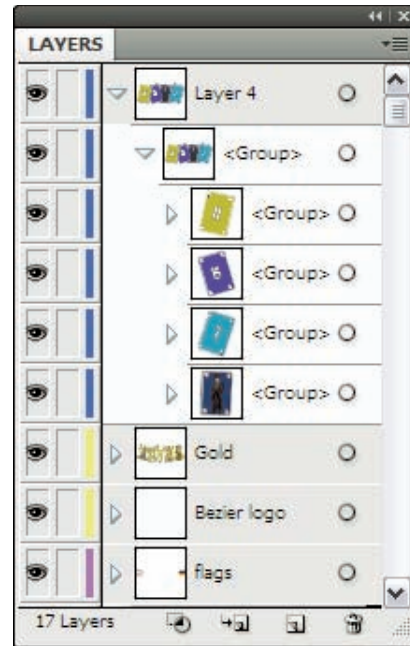 LAYERS
Layer 4
<Group>
<Group>
<Group>
<Group>
<Group>
Gold
Bezier logo
flags
17 Layers